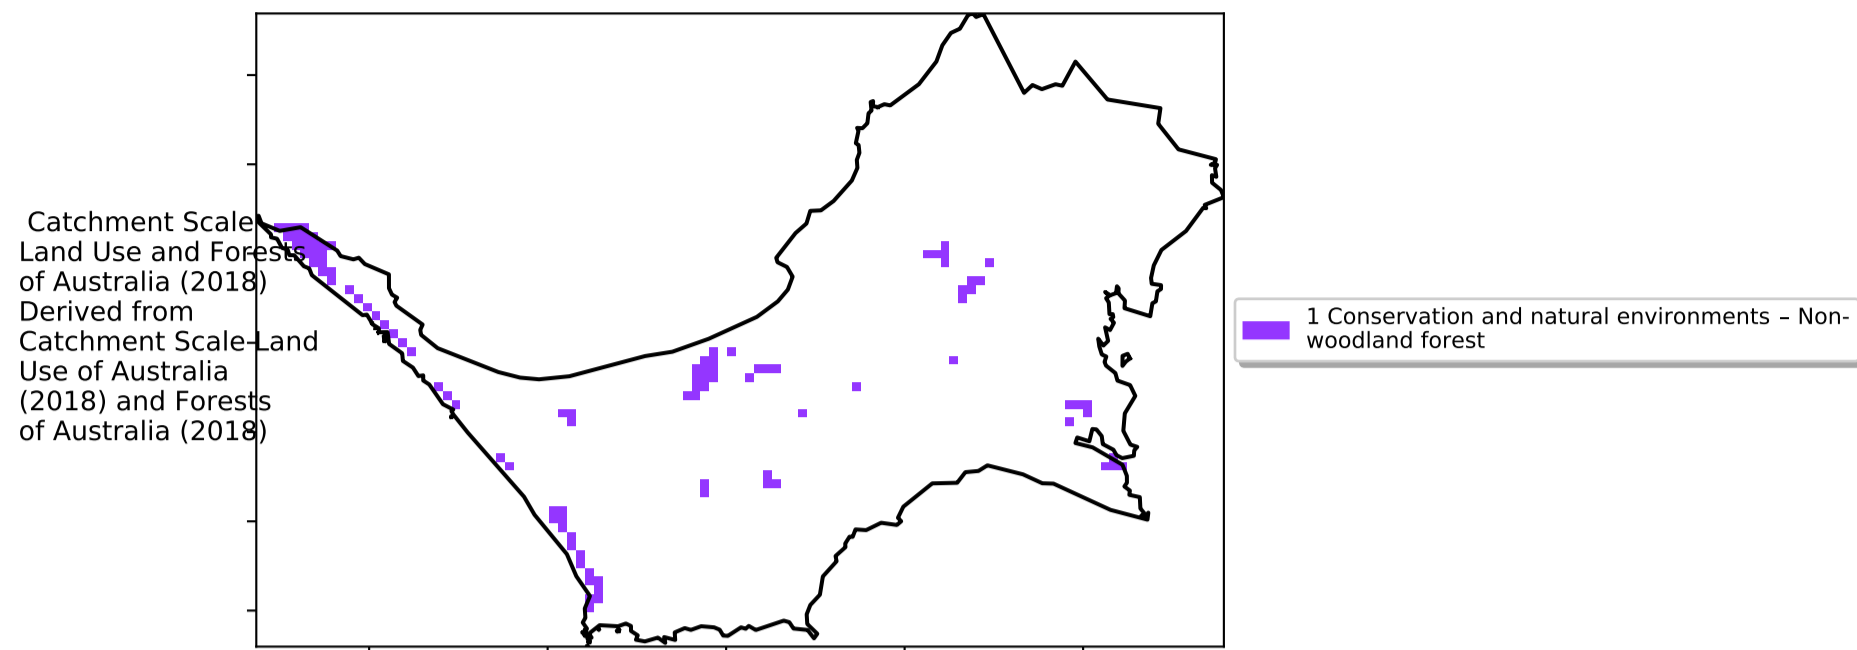 Catchment Scale
Land Use and Forests
of Australia (2018)
Derived from
Catchment Scale Land
Use of Australia
(2018) and Forests
of Australia (2018)
1 Conservation and natural environments – Non-
woodland forest